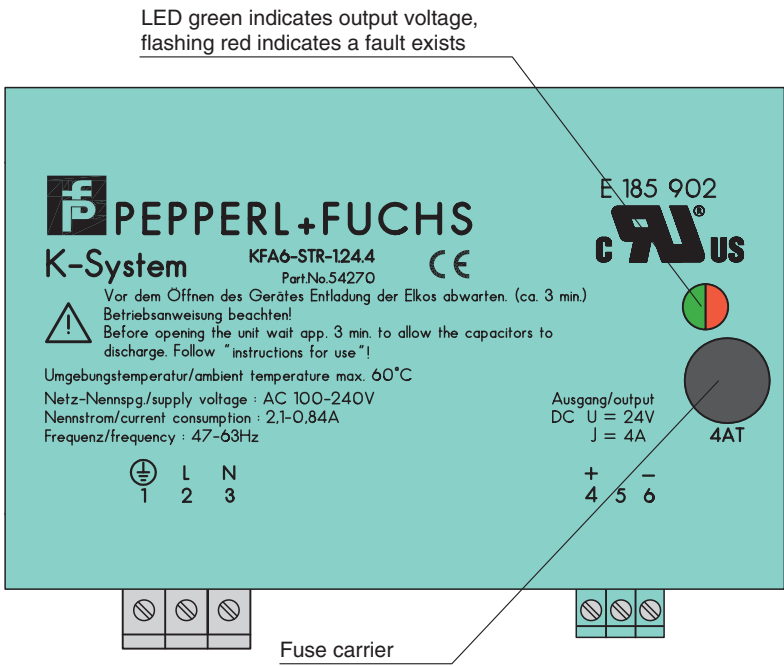 LED green indicates output voltage,
flashing red indicates a fault exists
PEPPERL+FUCHS
E 185 902
C RU ® US
K-System
KFA6-STR-1.24.4
Part.No.54270
CE
Vor dem Öffnen des Gerätes Entladung der Elkos abwarten. (ca. 3 min.)
Betriebsanweisung beachten!
Before opening the unit wait app. 3 min. to allow the capacitors to
discharge. Follow "instructions for use"!
Umgebungstemperatur/ambient temperature max. 60°C
Netz-Nennspg./supply voltage : AC 100-240V
Nennstrom/current consumption : 2,1-0,84A
Frequenz/frequency : 47-63Hz
Ausgang/output
DC U = 24V
J = 4A
4AT
L N
1 2 3
+ −
4 5 6
Fuse carrier